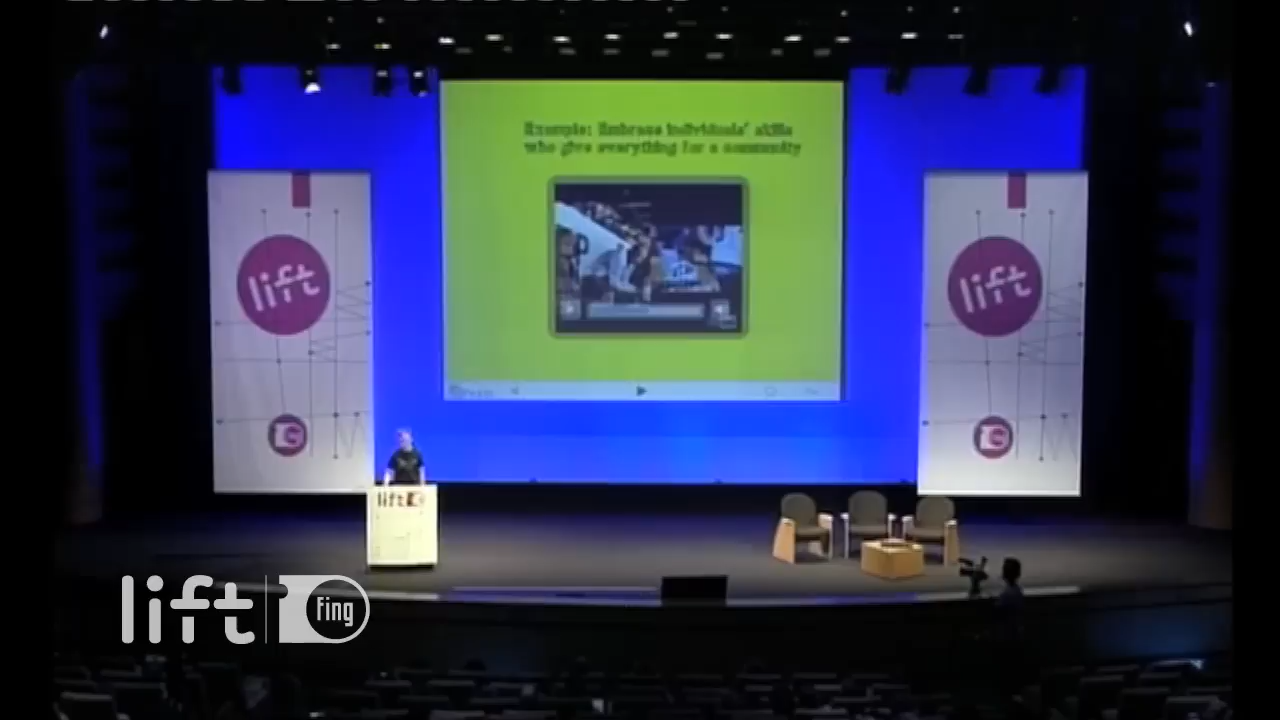 Example: Embrace individuals' skills
who give everything for a community
lift
lift
lift
lift
Fing